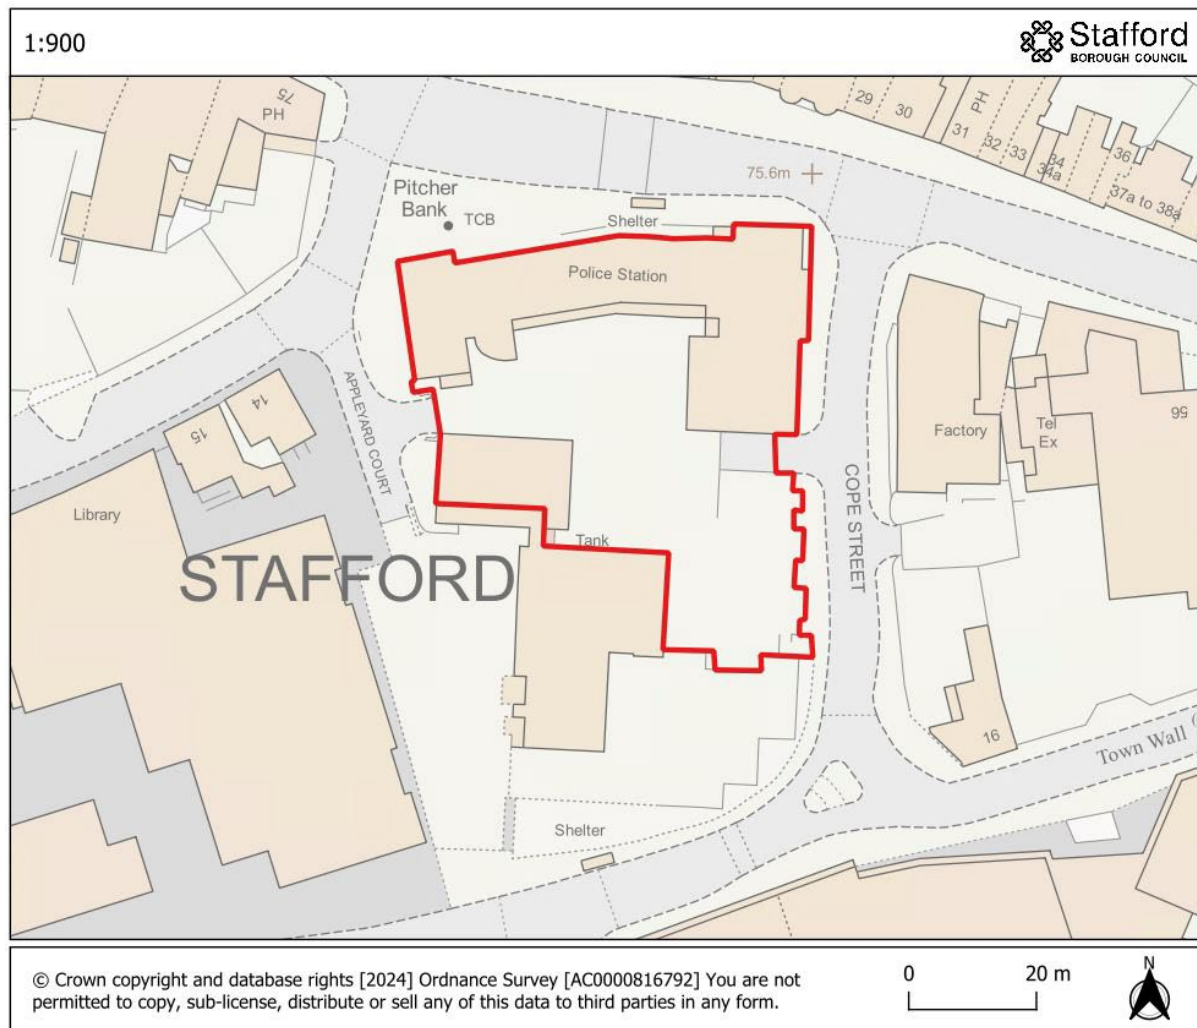 1:900
Stafford
BOROUGH COUNCIL
75
PH
29
30
PH
31
32
33
34
34a
36
37a to 38a
75.6m
Pitcher
Bank
TCB
Shelter
Police Station
APPLEYARD COURT
14
15
Library
STAFFORD
Tank
COPE STREET
Factory
Tel
Ex
56
16
Town Wall
Shelter
© Crown copyright and database rights [2024] Ordnance Survey [AC0000816792] You are not
permitted to copy, sub-license, distribute or sell any of this data to third parties in any form.
0
20 m
N